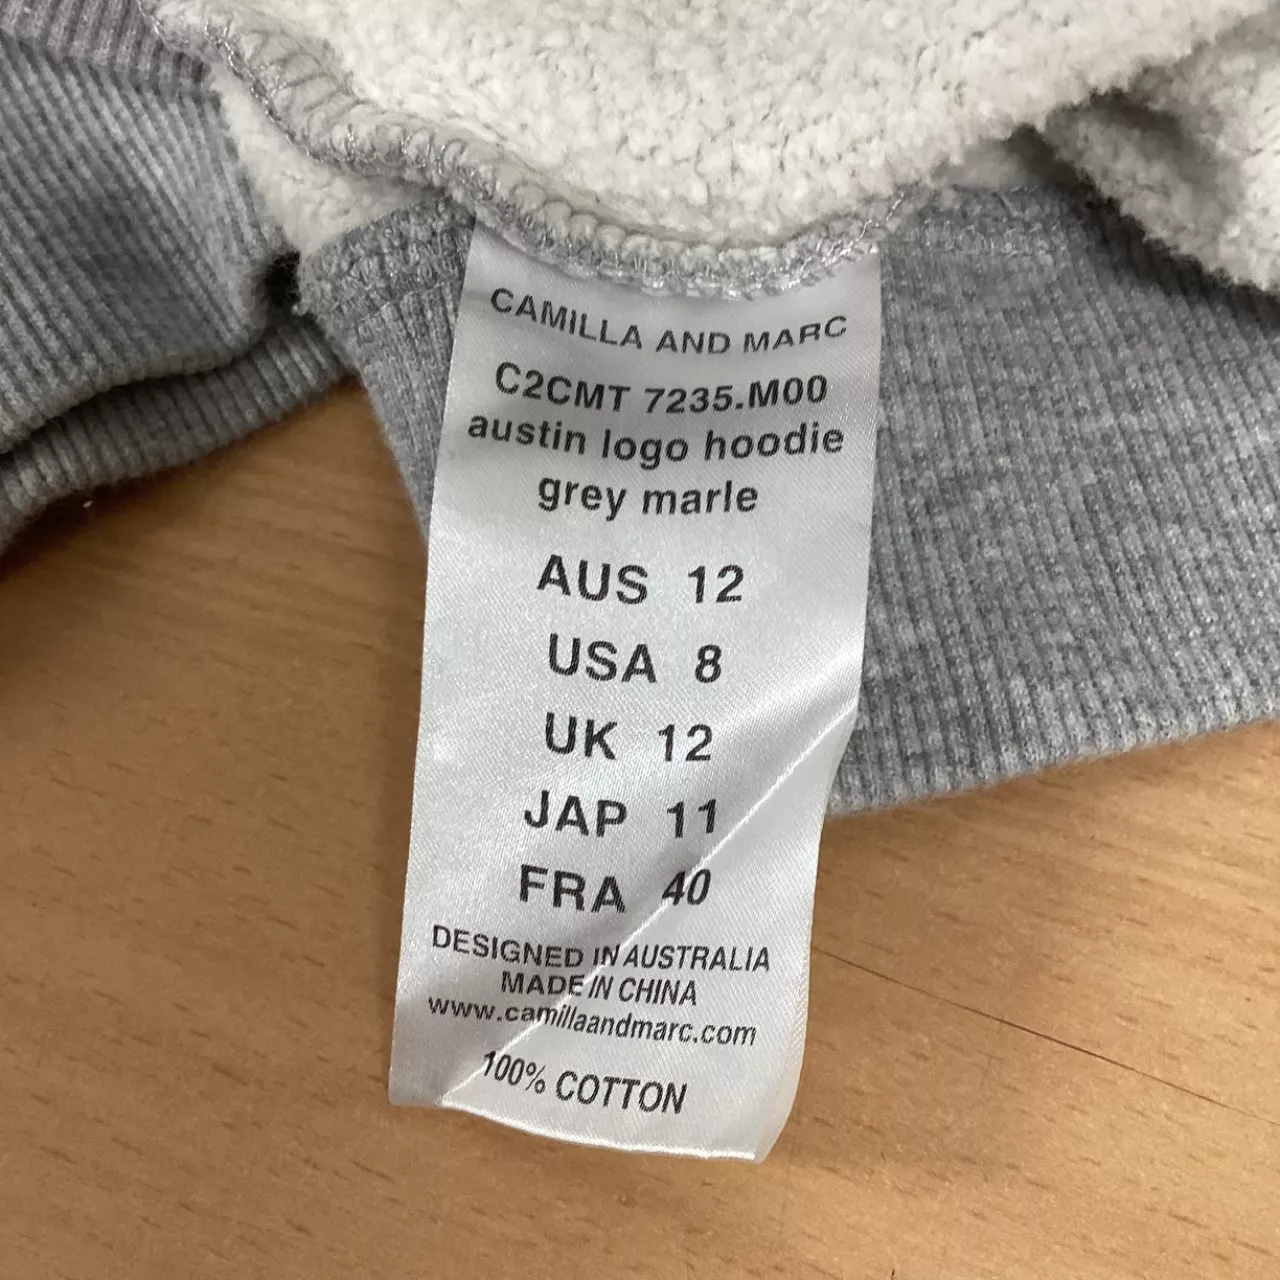 CAMILLA AND MARC
C2CMT 7235.M00
austin logo hoodie
grey marle
AUS 12
USA 8
UK 12
JAP 11
FRA 40
DESIGNED IN AUSTRALIA
MADE IN CHINA
www.camillaandmarc.com
100% COTTON